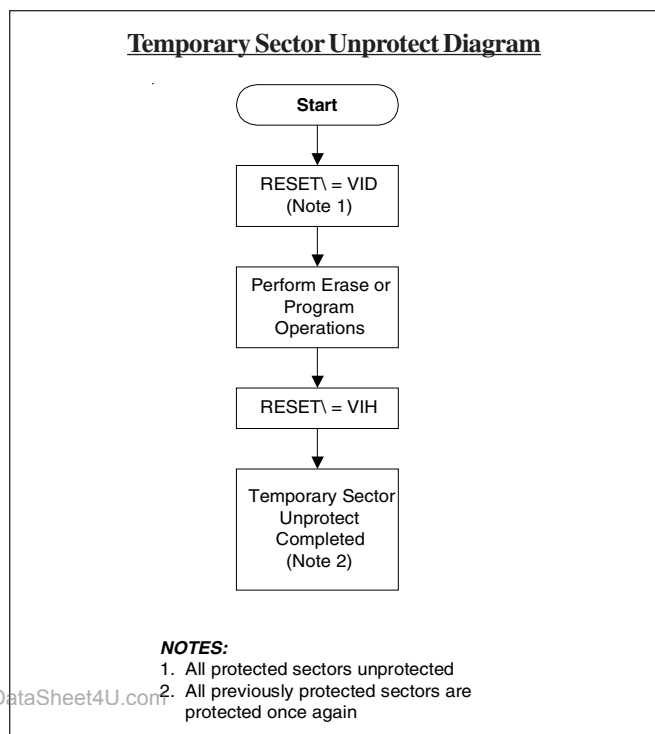 Temporary Sector Unprotect Diagram
Start
RESET\ = VID
(Note 1)
Perform Erase or
Program
Operations
RESET\ = VIH
Temporary Sector
Unprotect
Completed
(Note 2)
NOTES:
1. All protected sectors unprotected
2. All previously protected sectors are
protected once again
DataSheet4U.com